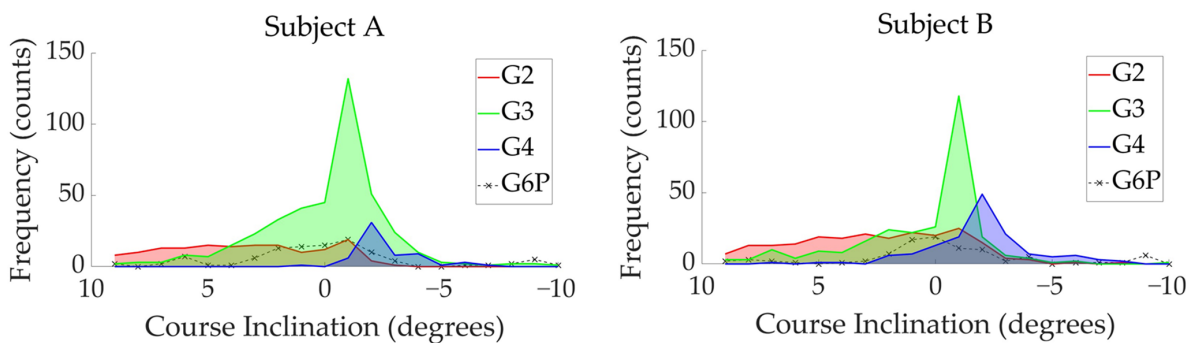 Subject A
Frequency (counts)
150
100
50
0
10
5
0
−5
−10
Course Inclination (degrees)
G2
G3
G4
G6P
Subject B
Frequency (counts)
150
100
50
0
10
5
0
−5
−10
Course Inclination (degrees)
G2
G3
G4
G6P